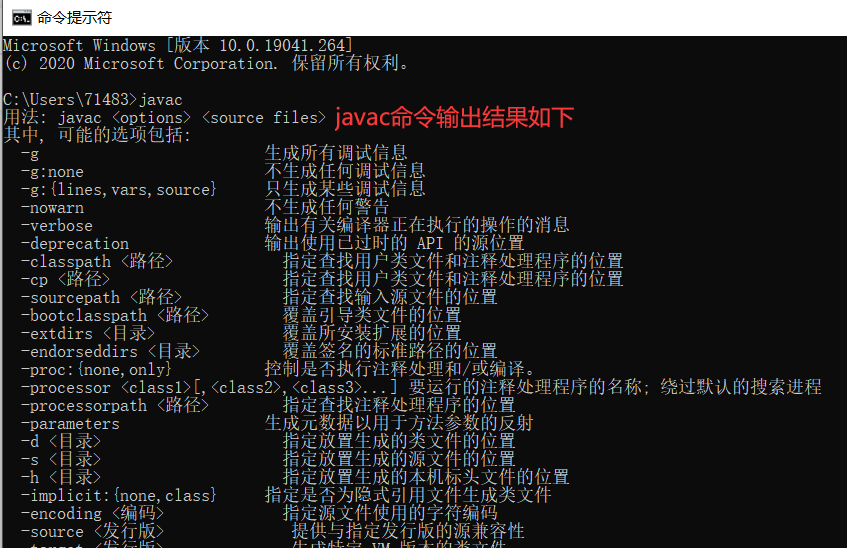 命令提示符
Microsoft Windows [版本 10.0.19041.264]
(c) 2020 Microsoft Corporation. 保留所有权利。
C:\Users\71483>javac
用法: javac <options> <source files> javac命令输出结果如下
其中, 可能的选项包括:
-g 生成所有调试信息
-g:none 不生成任何调试信息
-g:{lines,vars,source} 只生成某些调试信息
-nowarn 不生成任何警告
-verbose 输出有关编译器正在执行的操作的消息
-deprecation 输出使用已过时的 API 的源位置
-classpath <路径> 指定查找用户类文件和注释处理程序的位置
-cp <路径> 指定查找用户类文件和注释处理程序的位置
-sourcepath <路径> 指定查找输入源文件的位置
-bootclasspath <路径> 覆盖引导类文件的位置
-extdirs <目录> 覆盖所安装扩展的位置
-endorseddirs <目录> 覆盖签名的标准路径的位置
-proc:{none,only} 控制是否执行注释处理和/或编译。
-processor <class1>[,<class2>,<class3>...] 要运行的注释处理程序的名称; 绕过默认的搜索进程
-processorpath <路径> 指定查找注释处理程序的位置
-parameters 生成元数据以用于方法参数的反射
-d <目录> 指定放置生成的类文件的位置
-s <目录> 指定放置生成的源文件的位置
-h <目录> 指定放置生成的本机标头文件的位置
-implicit:{none,class} 指定是否为隐式引用文件生成类文件
-encoding <编码> 指定源文件使用的字符编码
-source <发行版> 提供与指定发行版的源兼容性
-target <发行版> 生成特定 VM 版本的类文件